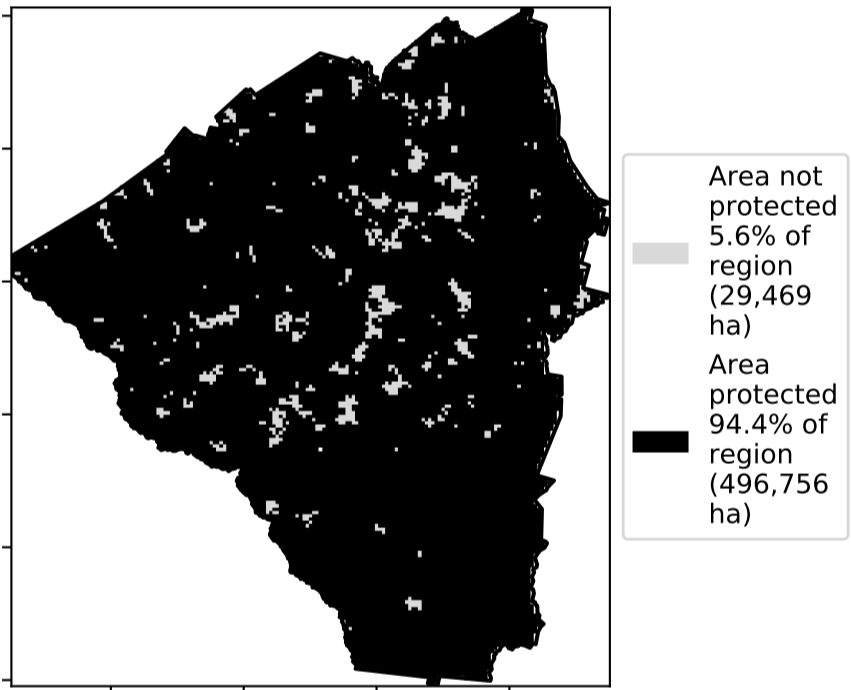 Area not
protected
5.6% of
region
(29,469
ha)
Area
protected
94.4% of
region
(496,756
ha)